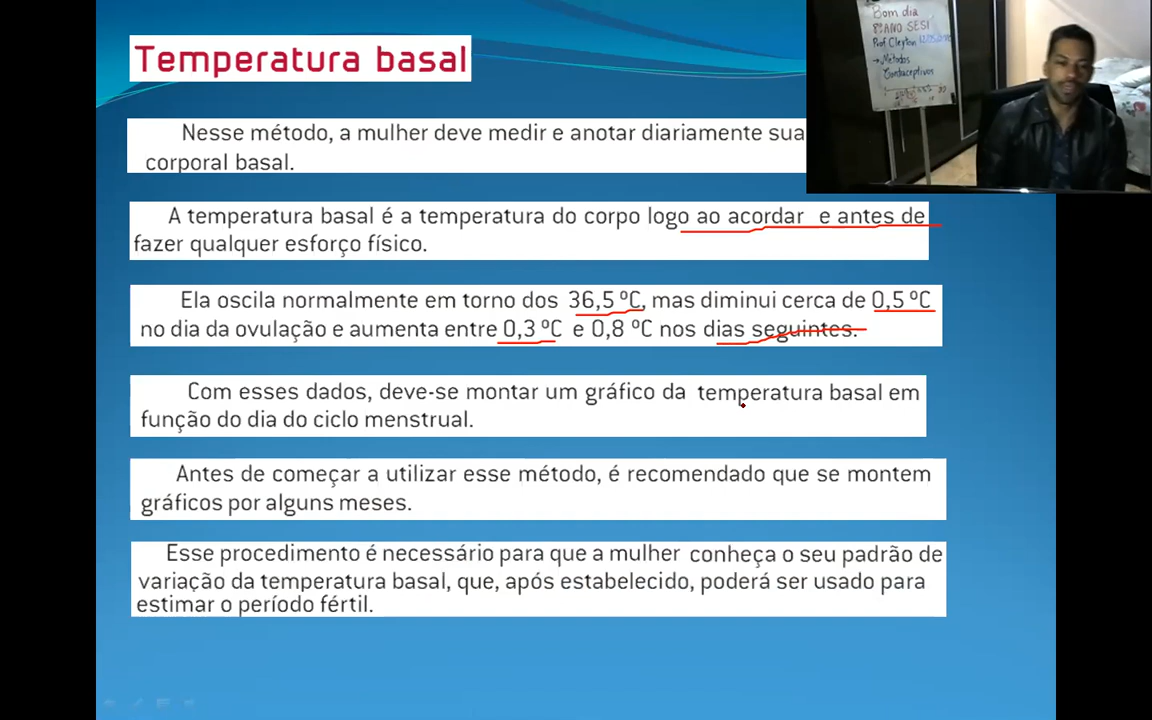 Temperatura basal
Nesse método, a mulher deve medir e anotar diariamente sua
corporal basal.
A temperatura basal é a temperatura do corpo logo ao acordar e antes de
fazer qualquer esforço físico.
Ela oscila normalmente em torno dos 36,5 ºC, mas diminui cerca de 0,5 ºC
no dia da ovulação e aumenta entre 0,3 ºC e 0,8 ºC nos dias seguintes.
Com esses dados, deve-se montar um gráfico da temperatura basal em
função do dia do ciclo menstrual.
Antes de começar a utilizar esse método, é recomendado que se montem
gráficos por alguns meses.
Esse procedimento é necessário para que a mulher conheça o seu padrão de
variação da temperatura basal, que, após estabelecido, poderá ser usado para
estimar o período fértil.
Bom dia
8º ANO SESI
Prof Cleyton
→ Métodos
Contraceptivos